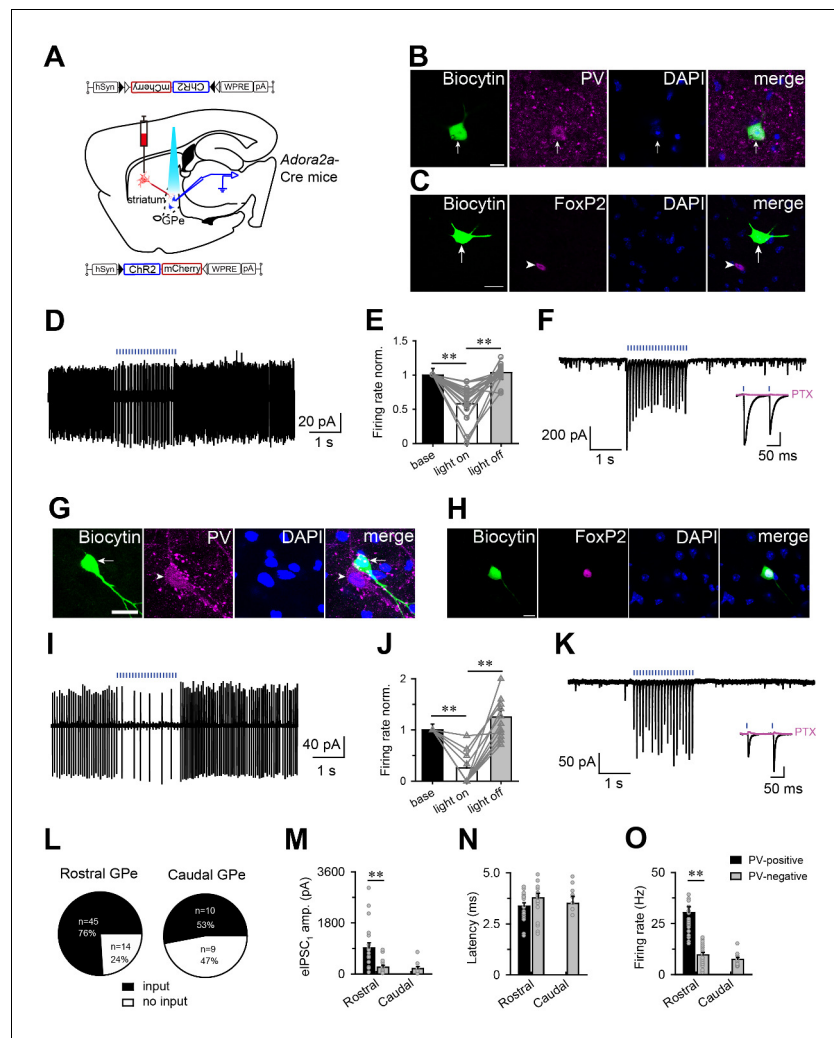 A
hSyn mCherry ChR2 WPRE pA
Adora2a-
Cre mice
striatum
GPe
hSyn ChR2 mCherry WPRE pA
B
Biocytin PV DAPI merge
C
Biocytin FoxP2 DAPI merge
D
20 pA
1 s
E
**
**
Firing rate norm.
1.5
1
0.5
0
base
light on
light off
F
200 pA
1 s
PTX
50 ms
G
Biocytin PV DAPI merge
H
Biocytin FoxP2 DAPI merge
I
40 pA
1 s
J
**
**
Firing rate norm.
2
1
0
base
light on
light off
K
50 pA
1 s
PTX
50 ms
L
Rostral GPe
Caudal GPe
n=45
76%
n=14
24%
n=10
53%
n=9
47%
input
no input
M
eIPSC1 amp. (pA)
3600
1800
0
**
Rostral
Caudal
N
Latency (ms)
5.0
2.5
0
Rostral
Caudal
O
PV-positive
PV-negative
Firing rate (Hz)
50
25
0
**
Rostral
Caudal